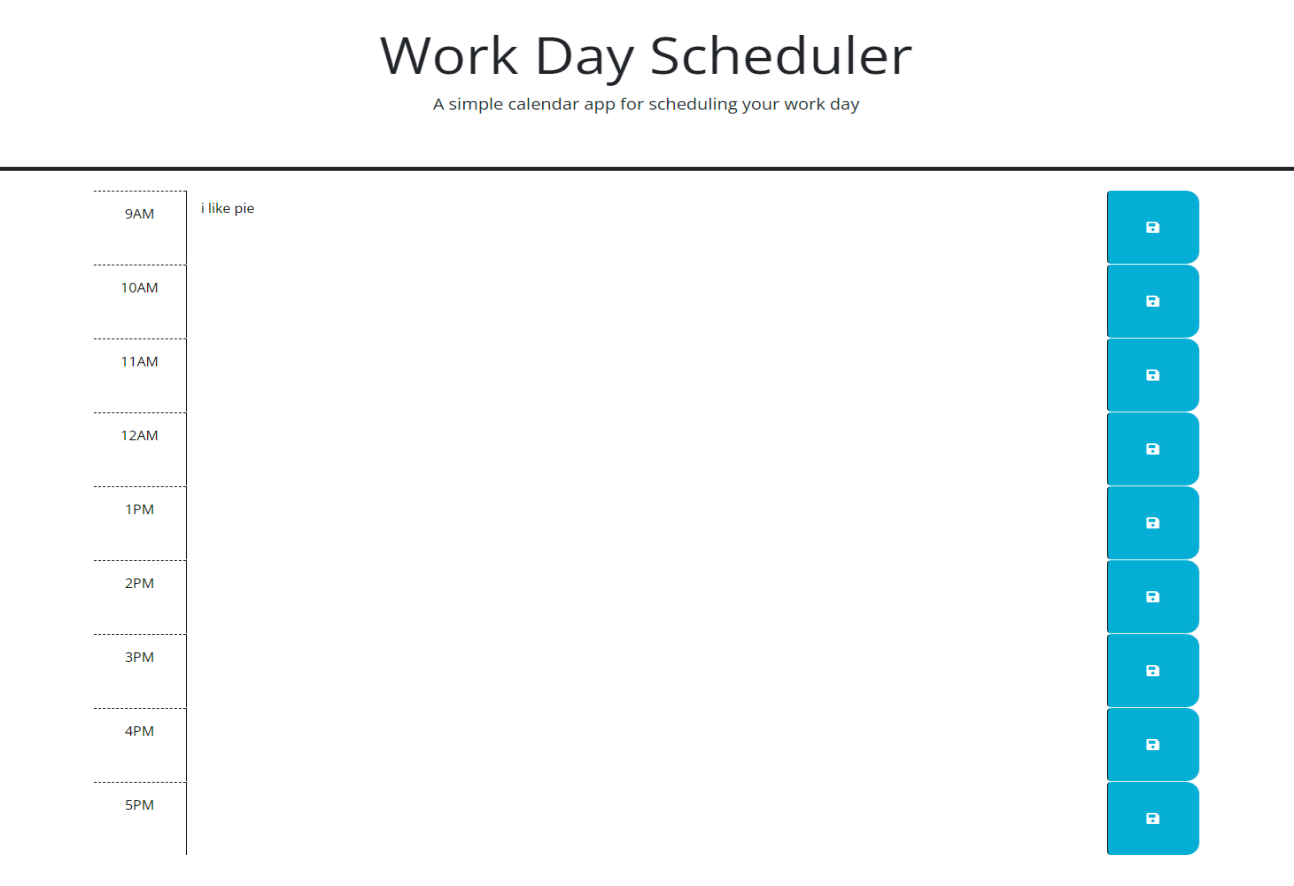 Work Day Scheduler
A simple calendar app for scheduling your work day
9AM
i like pie
10AM
11AM
12AM
1PM
2PM
3PM
4PM
5PM